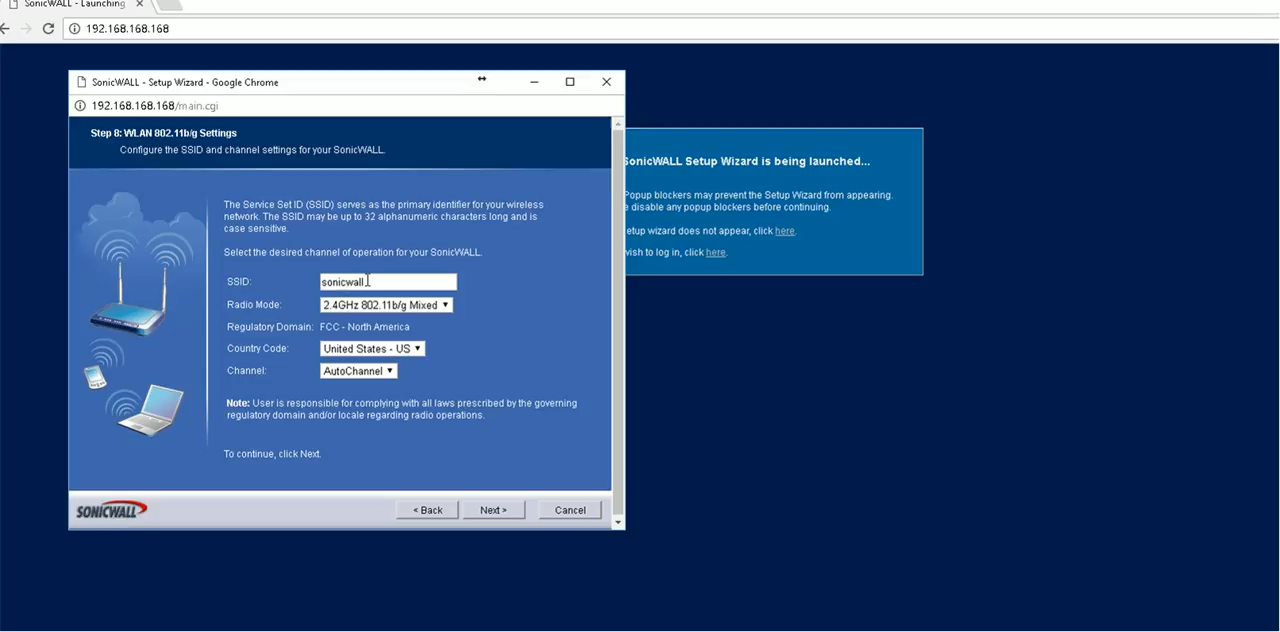 SonicWALL - Launching
192.168.168.168
SonicWALL - Setup Wizard - Google Chrome
192.168.168.168/main.cgi
Step 8: WLAN 802.11b/g Settings
Configure the SSID and channel settings for your SonicWALL.
SonicWALL Setup Wizard is being launched...
Popup blockers may prevent the Setup Wizard from appearing.
e disable any popup blockers before continuing.
etup wizard does not appear, click here.
vish to log in, click here.
The Service Set ID (SSID) serves as the primary identifier for your wireless
network. The SSID may be up to 32 alphanumeric characters long and is
case sensitive.
Select the desired channel of operation for your SonicWALL.
SSID: sonicwall
Radio Mode: 2.4GHz 802.11b/g Mixed
Regulatory Domain: FCC - North America
Country Code: United States - US
Channel: AutoChannel
Note: User is responsible for complying with all laws prescribed by the governing
regulatory domain and/or locale regarding radio operations.
To continue, click Next.
SONICWALL
< Back Next > Cancel